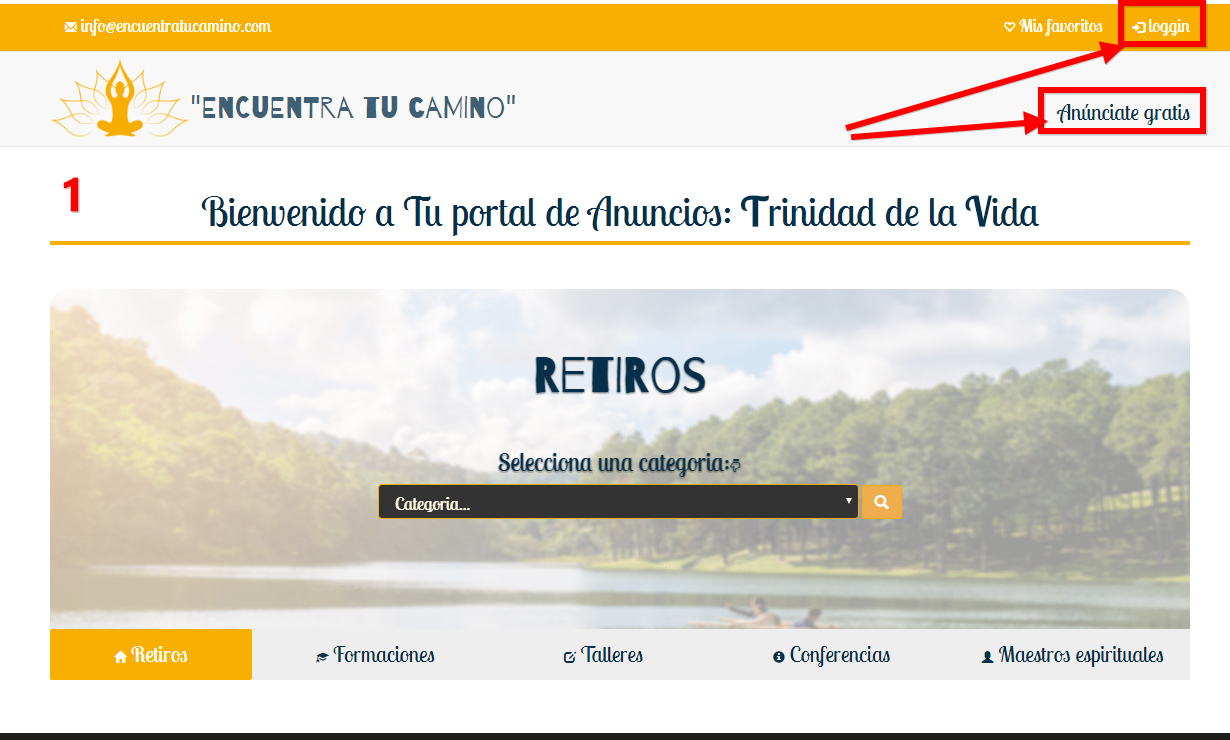 info@encuentratucamino.com
Mis favoritos
loggin
"ENCUENTRA TU CAMINO"
Anúnciate gratis
1
Bienvenido a Tu portal de Anuncios: Trinidad de la Vida
RETIROS
Selecciona una categoria:
Categoria...
Retiros
Formaciones
Talleres
Conferencias
Maestros espirituales